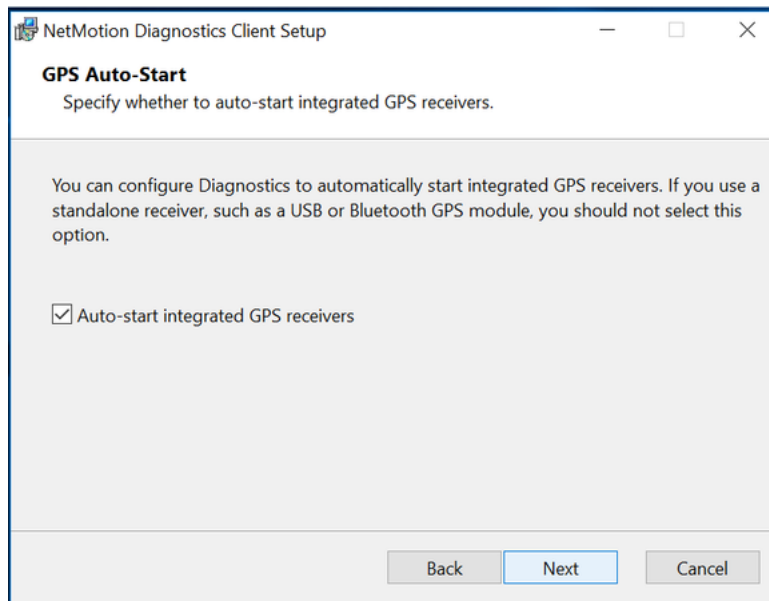 NetMotion Diagnostics Client Setup
GPS Auto-Start
Specify whether to auto-start integrated GPS receivers.
You can configure Diagnostics to automatically start integrated GPS receivers. If you use a
standalone receiver, such as a USB or Bluetooth GPS module, you should not select this
option.
Auto-start integrated GPS receivers
Back Next Cancel